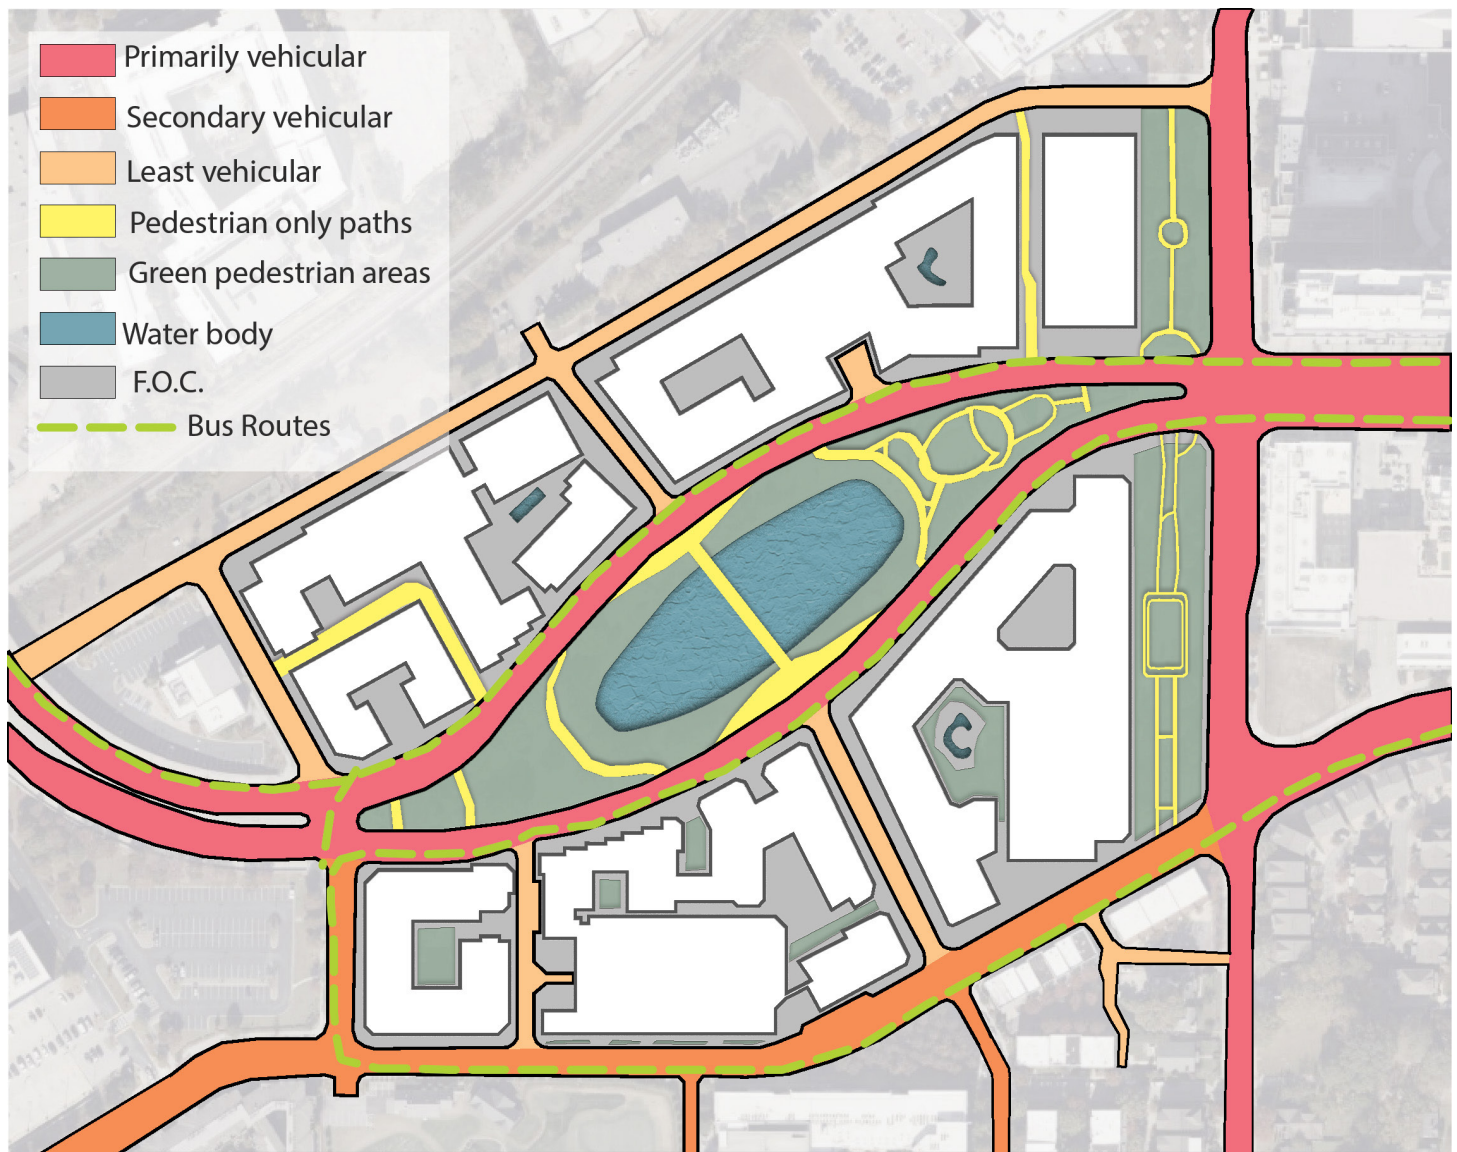 Primarily vehicular
Secondary vehicular
Least vehicular
Pedestrian only paths
Green pedestrian areas
Water body
F.O.C.
Bus Routes